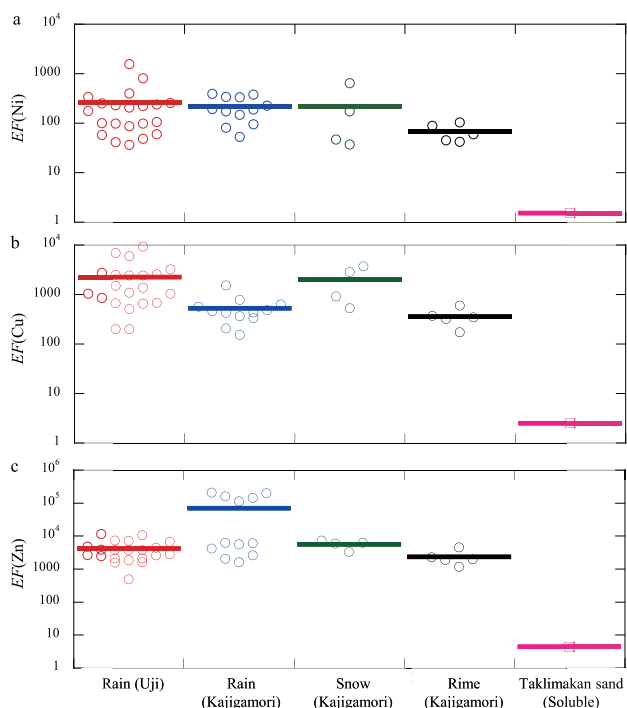 a
10⁴
1000
100
10
1
EF(Ni)
b
10⁴
1000
100
10
1
EF(Cu)
c
10⁶
10⁵
10⁴
1000
100
10
1
EF(Zn)
Rain (Uji)
Rain
(Kajigamori)
Snow
(Kajigamori)
Rime
(Kajigamori)
Taklimakan sand
(Soluble)